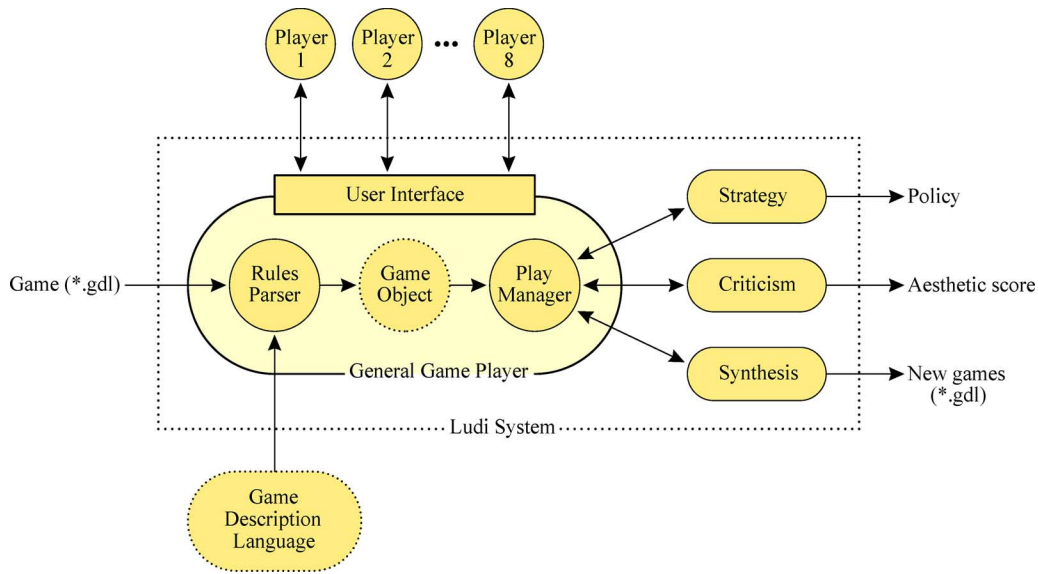 Player
1
Player
2
...
Player
8
User Interface
Strategy
Policy
Game (*.gdl)
Rules
Parser
Game
Object
Play
Manager
Criticism
Aesthetic score
General Game Player
Synthesis
New games
(*.gdl)
Ludi System
Game
Description
Language